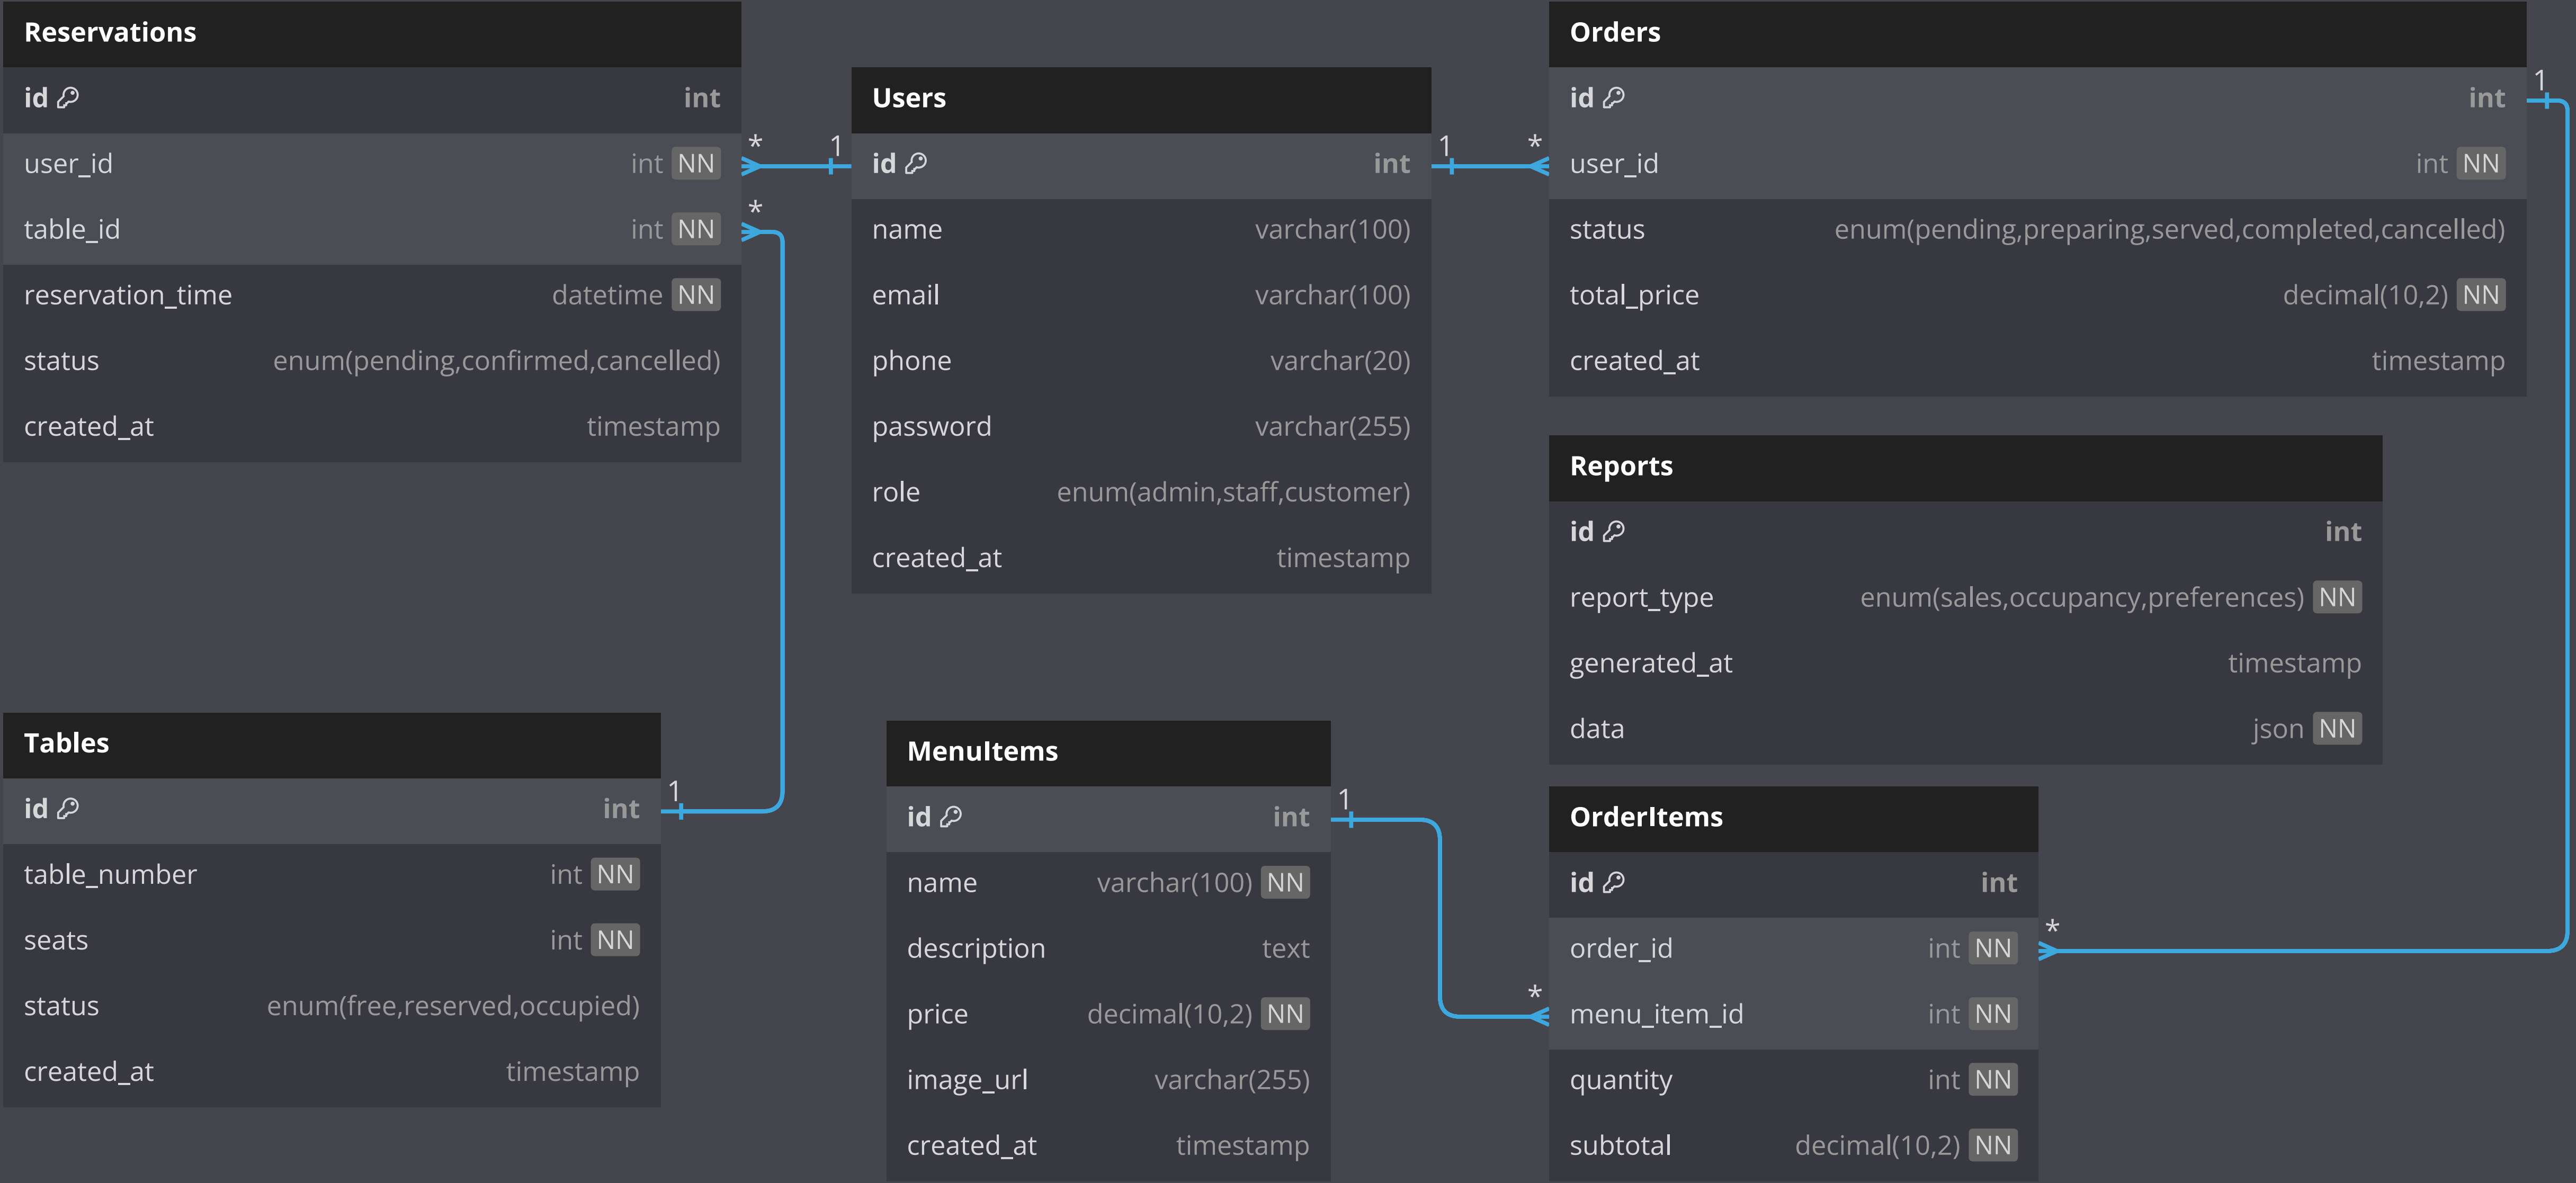 Reservations
id int
user_id int NN
table_id int NN
reservation_time datetime NN
status enum(pending,confirmed,cancelled)
created_at timestamp
* 1
*
Users
id int
name varchar(100)
email varchar(100)
phone varchar(20)
password varchar(255)
role enum(admin,staff,customer)
created_at timestamp
1 *
Orders
id int
user_id int NN
status enum(pending,preparing,served,completed,cancelled)
total_price decimal(10,2) NN
created_at timestamp
1
Reports
id int
report_type enum(sales,occupancy,preferences) NN
generated_at timestamp
data json NN
Tables
id int
table_number int NN
seats int NN
status enum(free,reserved,occupied)
created_at timestamp
1
MenuItems
id int
name varchar(100) NN
description text
price decimal(10,2) NN
image_url varchar(255)
created_at timestamp
1
*
OrderItems
id int
order_id int NN
menu_item_id int NN
quantity int NN
subtotal decimal(10,2) NN
*